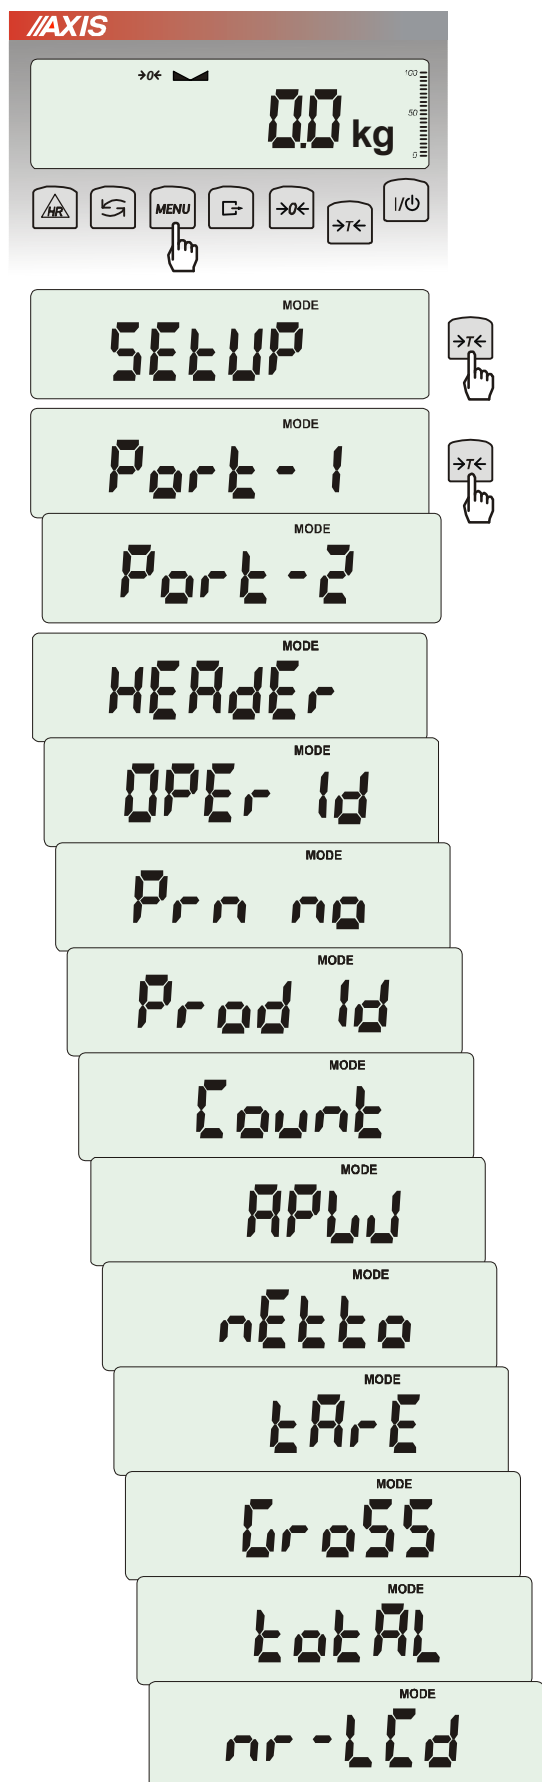 AXIS
→0←
100
50
0
0.0 kg
HR
MENU
→0←
→T←
I/⏻
MODE
SEtUP
→T←
MODE
Port-1
→T←
MODE
Port-2
MODE
HEAdEr
MODE
OPEr Id
MODE
Prn no
MODE
Prod Id
MODE
Count
MODE
APW
MODE
nEtto
MODE
tArE
MODE
GroSS
MODE
totAL
MODE
nr-LCd